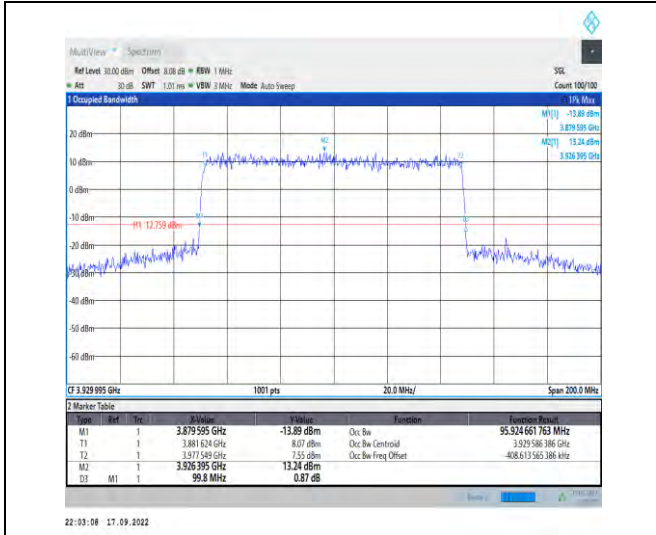 MultiView Spectrum
Ref Level 30.00 dBm Offset 8.08 dB RBW 1 MHz SGL
Att 30 dB SWT 1.01 ms VBW 3 MHz Mode Auto Sweep Count 100/100
1 Occupied Bandwidth 1Pk Max
M1[1] -13.89 dBm
3.879 595 GHz
M2[1] 13.24 dBm
3.926 395 GHz
20 dBm
M2
T1 T2
10 dBm
0 dBm
-10 dBm
M1
H1 -12.759 dBm
-20 dBm
-30 dBm
-40 dBm
-50 dBm
-60 dBm
CF 3.929 995 GHz 1001 pts 20.0 MHz/ Span 200.0 MHz
2 Marker Table
Type Ref Trc X-Value Y-Value Function Function Result
M1 1 3.879 595 GHz -13.89 dBm Occ Bw 95.924 661 763 MHz
T1 1 3.881 624 GHz 8.07 dBm Occ Bw Centroid 3.929 586 386 GHz
T2 1 3.977 549 GHz 7.55 dBm Occ Bw Freq Offset -408.613 565 386 kHz
M2 1 3.926 395 GHz 13.24 dBm
D3 M1 1 99.8 MHz 0.87 dB
22:03:08 17.09.2022